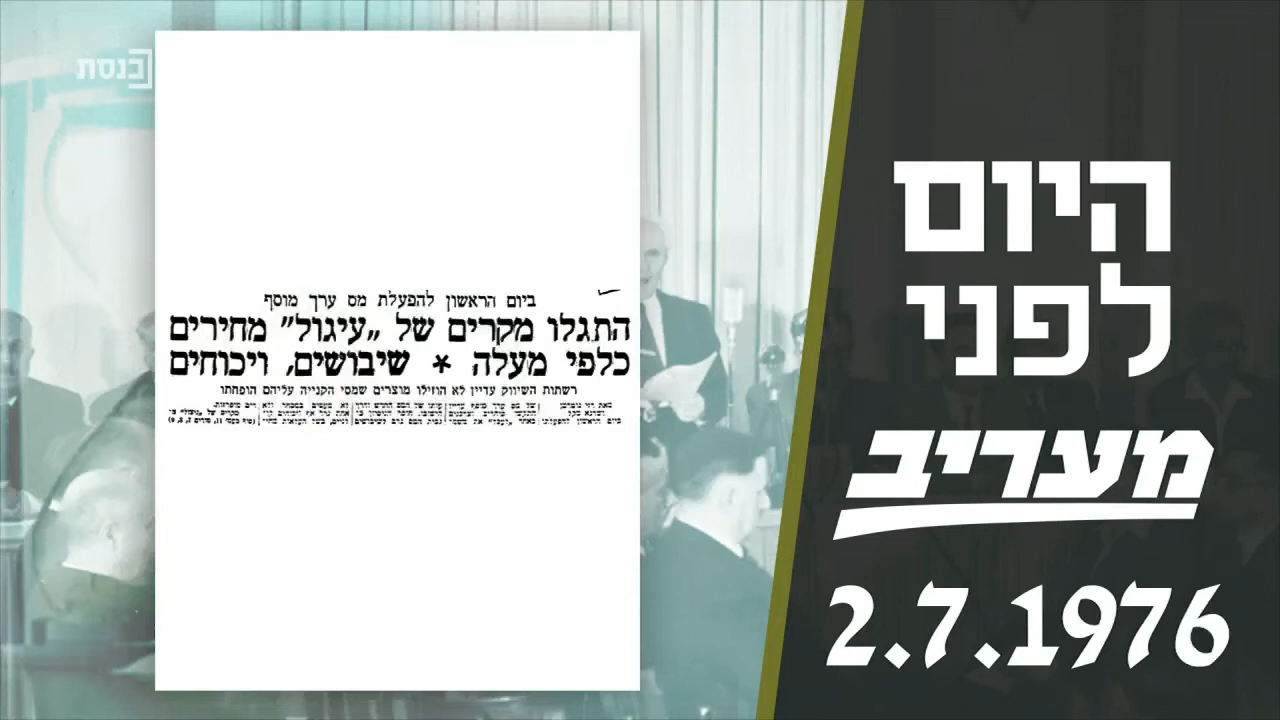 כנסת
ביום הראשון להפעלת מס ערך מוסף
התגלו מקרים של „עיגול" מחירים
כלפי מעלה * שיבושים, ויכוחים
רשתות השיווק עדיין לא הוזילו מוצרים שמסי הקנייה עליהם הופחתו
היום
לפני
מעריב
2.7.1976